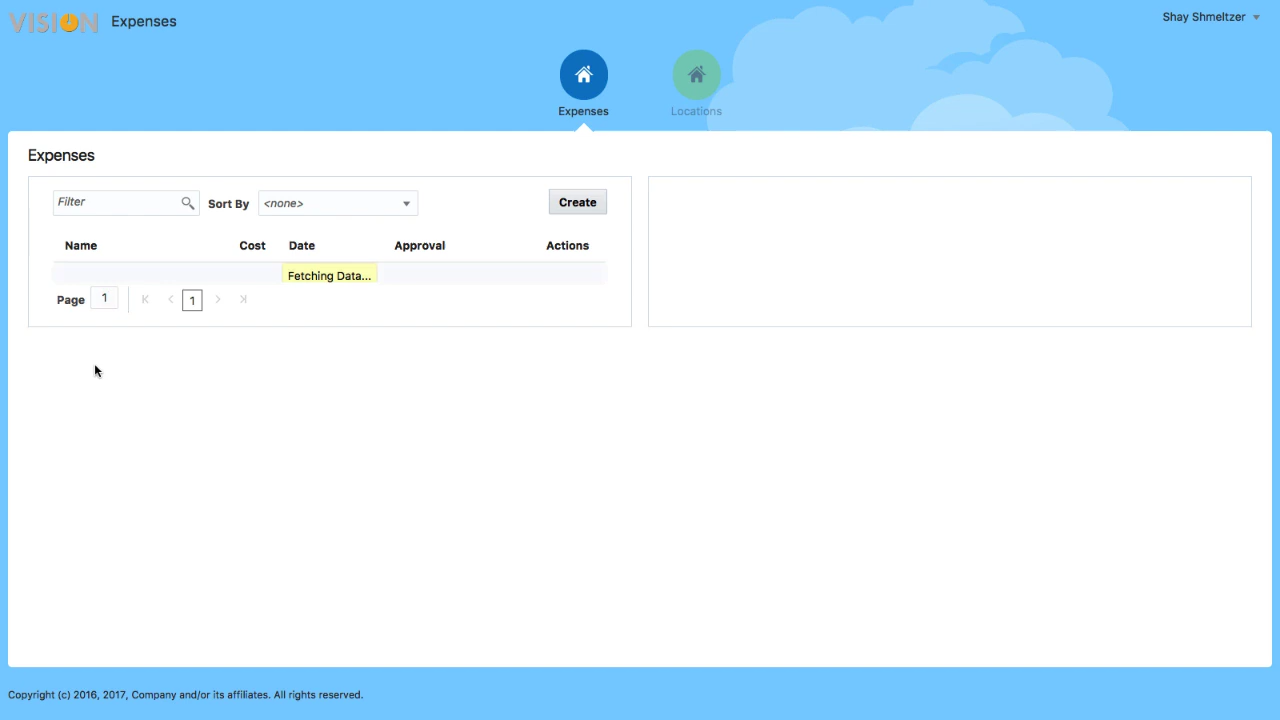 VISION Expenses
Shay Shmeltzer
Expenses
Locations
Expenses
Filter
Sort By
<none>
Create
Name Cost Date Approval Actions
Fetching Data...
Page 1
1
Copyright (c) 2016, 2017, Company and/or its affiliates. All rights reserved.